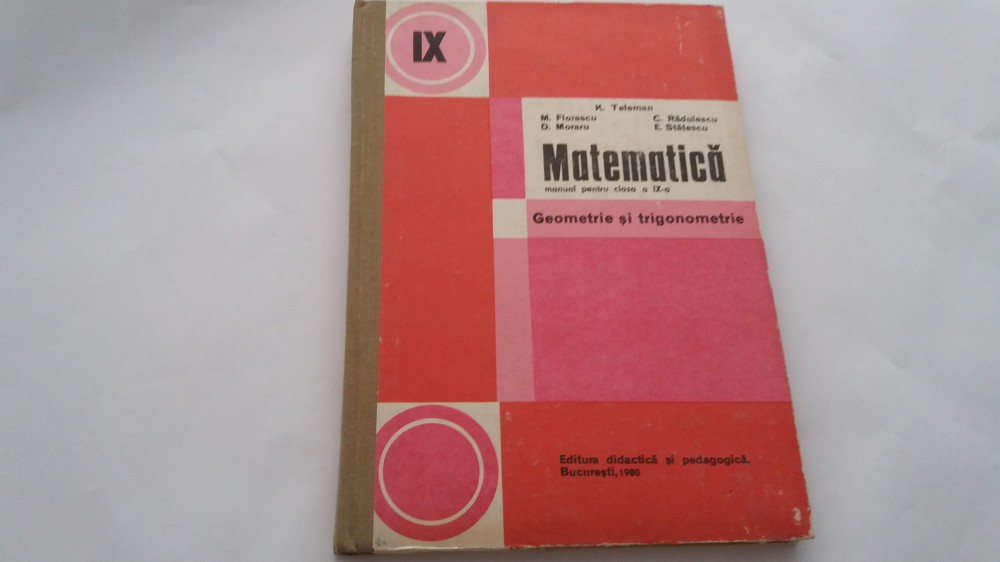 IX
K. Teleman
M. Florescu C. Rădulescu
D. Moraru E. Stătescu
Matematică
manual pentru clasa a IX-a
Geometrie și trigonometrie
Editura didactică și pedagogică,
București, 1980